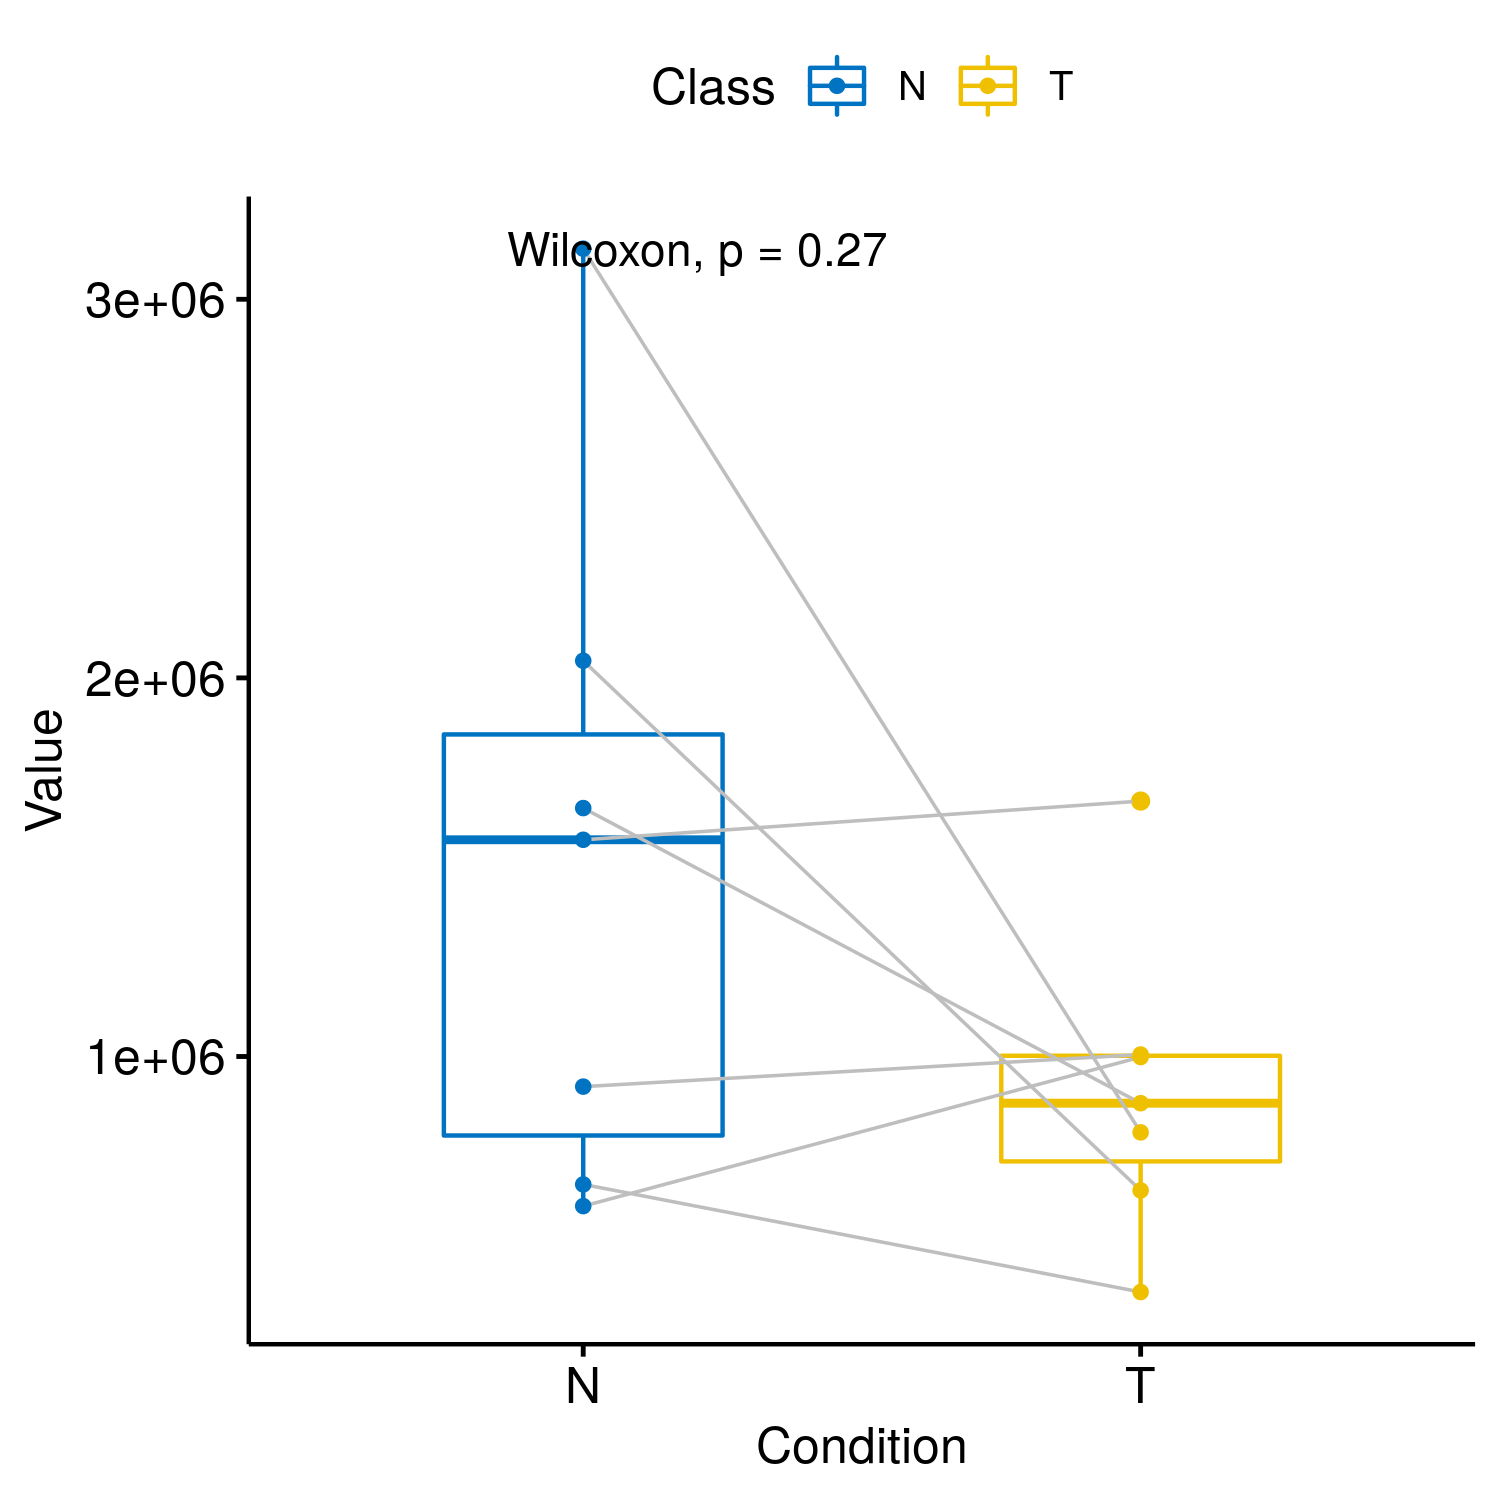 Class N T
Wilcoxon, p = 0.27
3e+06
2e+06
1e+06
Value
N T
Condition